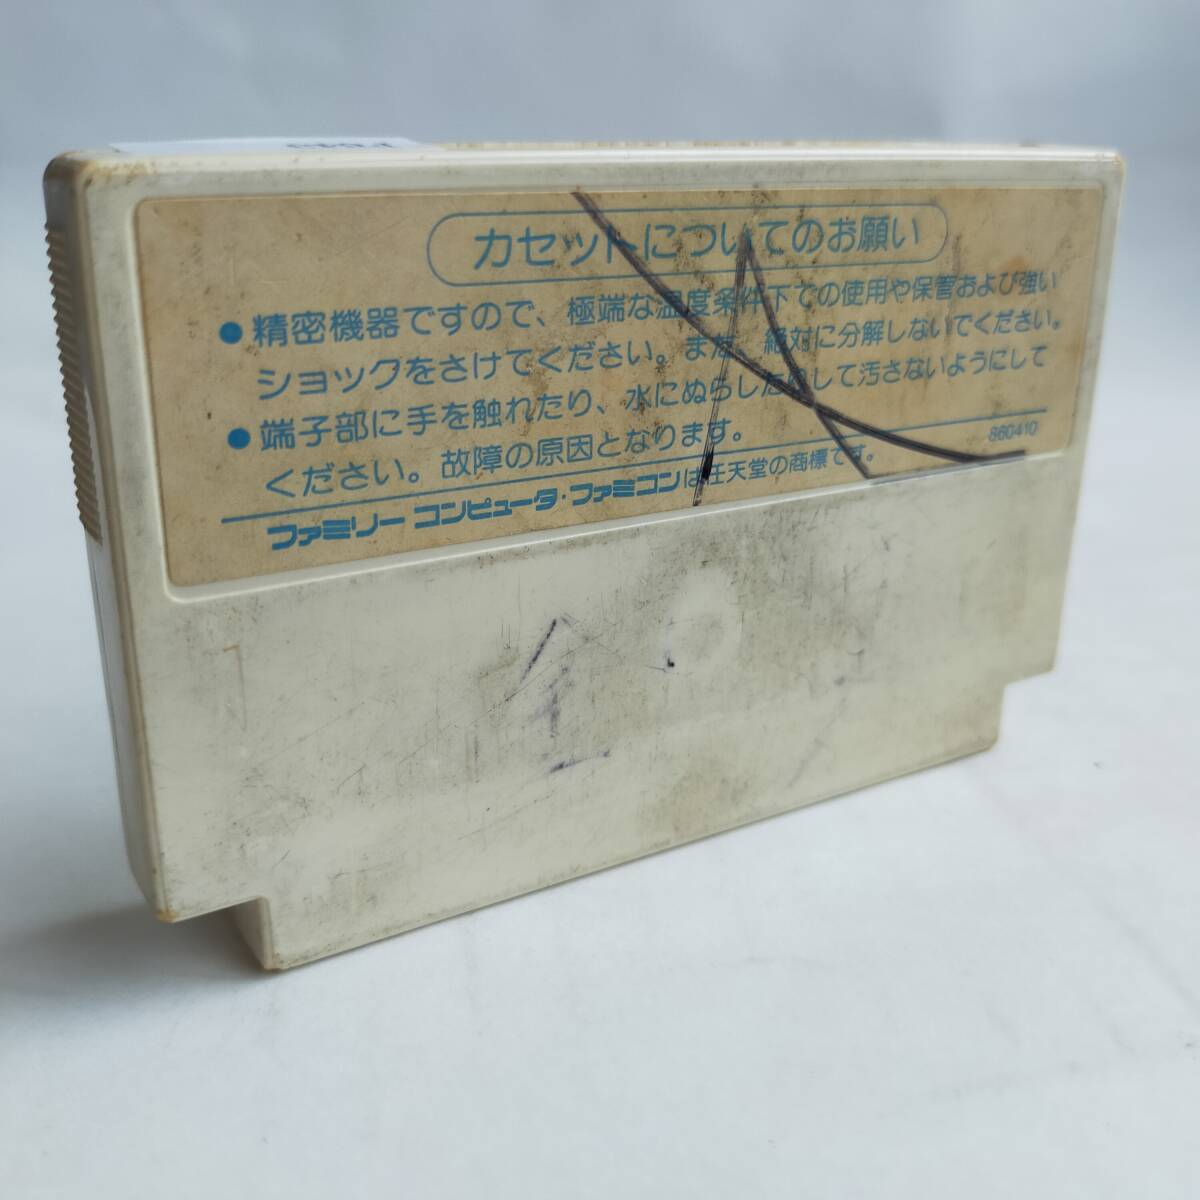 カセットについてのお願い
●精密機器ですので、極端な温度条件下での使用や保管および強い
ショックをさけてください。また、絶対に分解しないでください。
●端子部に手を触れたり、水にぬらしたりして汚さないようにして
ください。故障の原因となります。
860410
ファミリーコンピュータ・ファミコンは任天堂の商標です。
金